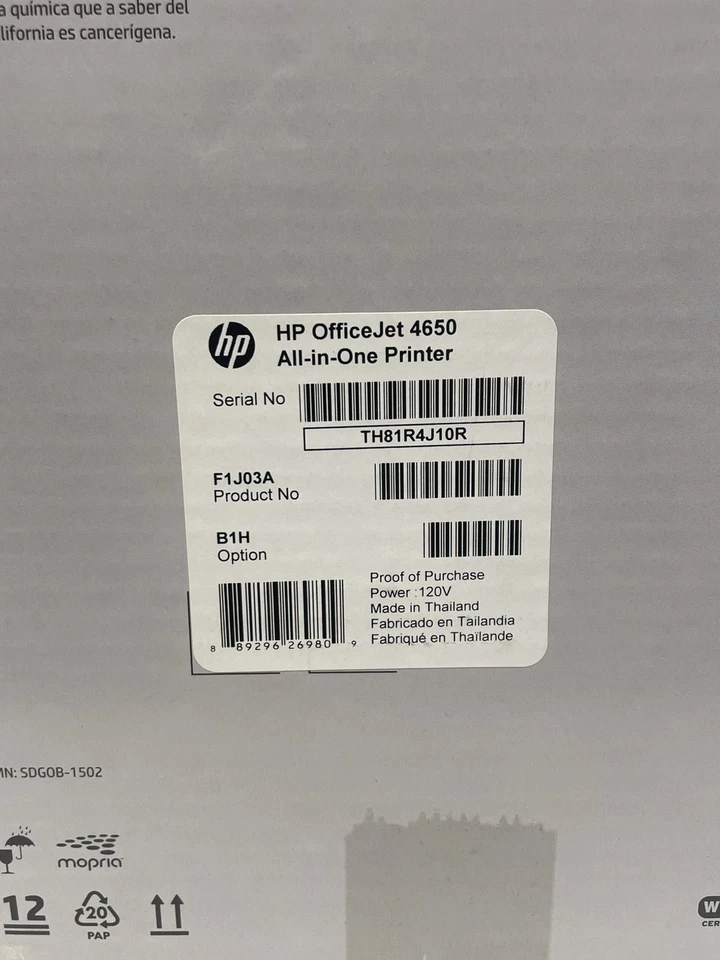 a química que a saber del
lifornia es cancerígena.
hp
HP OfficeJet 4650
All-in-One Printer
Serial No
TH81R4J10R
F1J03A
Product No
B1H
Option
8 89296 26980 9
Proof of Purchase
Power :120V
Made in Thailand
Fabricado en Tailandia
Fabriqué en Thaïlande
MN: SDGOB-1502
mopria
12
20
PAP
W
CER